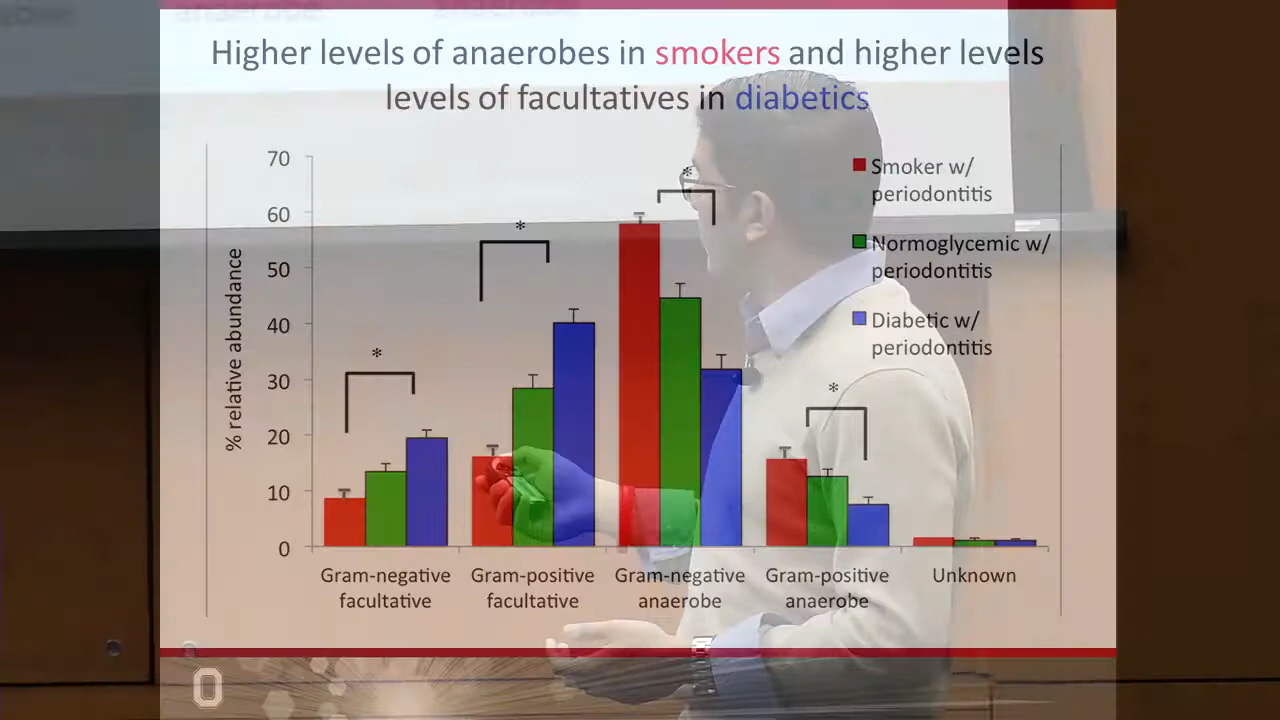 anaerobe
Higher levels of anaerobes in smokers and higher levels
levels of facultatives in diabetics
70
60
50
40
30
20
10
0
% relative abundance
*
*
*
*
Smoker w/
periodontitis
Normoglycemic w/
periodontitis
Diabetic w/
periodontitis
Gram-negative
facultative
Gram-positive
facultative
Gram-negative
anaerobe
Gram-positive
anaerobe
Unknown
O